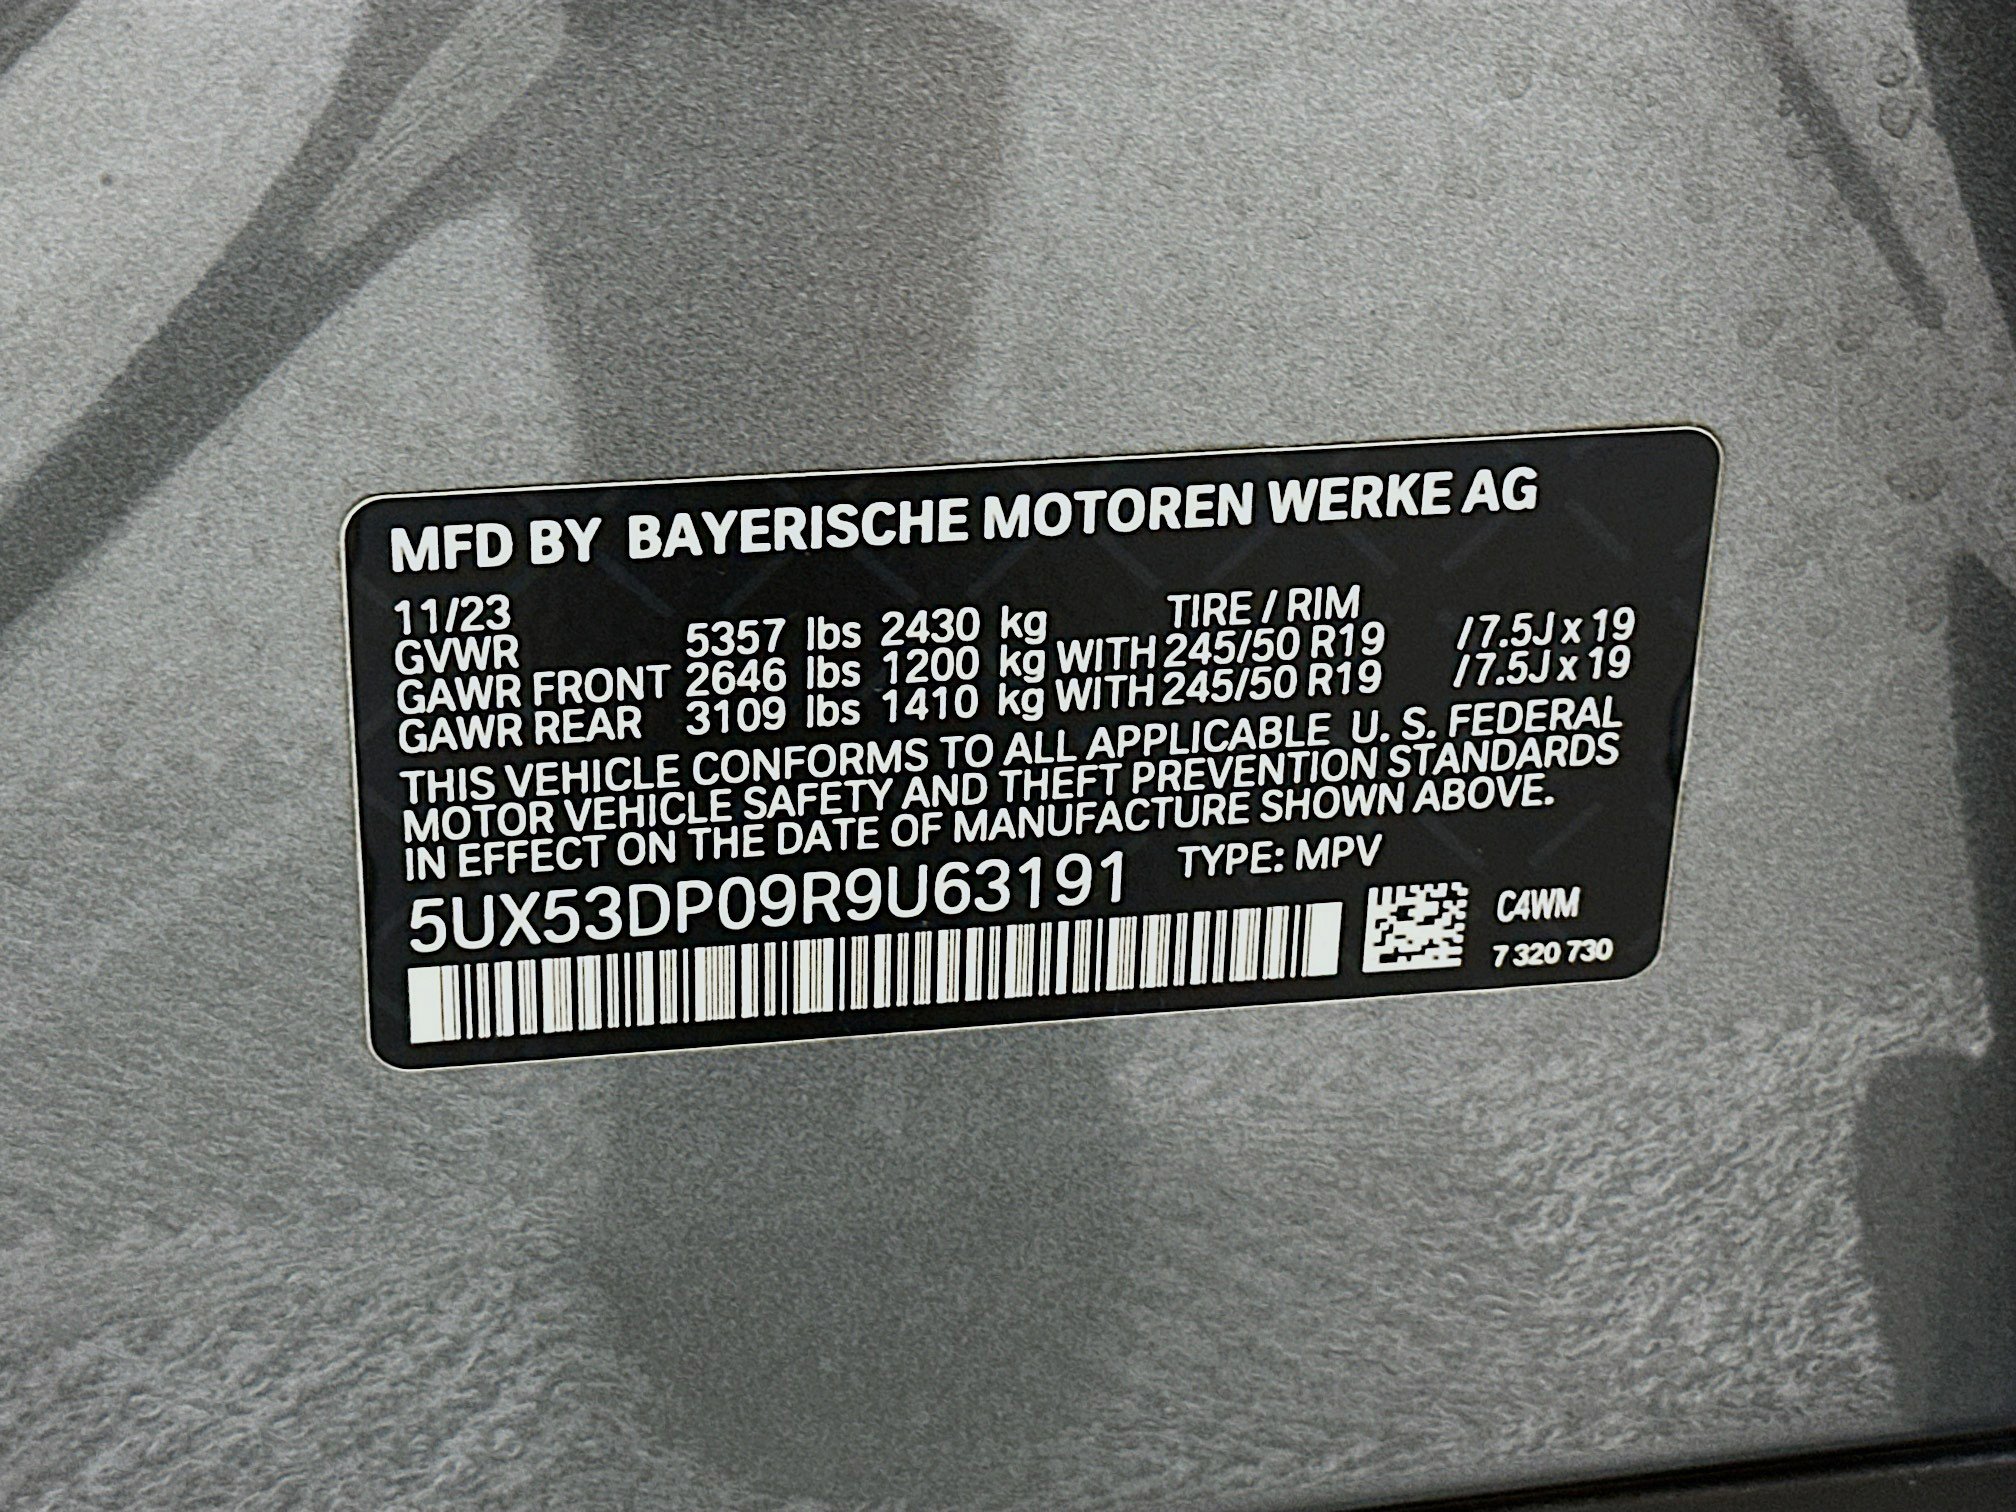 MFD BY BAYERISCHE MOTOREN WERKE AG
11/23 TIRE / RIM
GVWR 5357 lbs 2430 kg
GAWR FRONT 2646 lbs 1200 kg WITH 245/50 R19 /7.5J x 19
GAWR REAR 3109 lbs 1410 kg WITH 245/50 R19 /7.5J x 19
THIS VEHICLE CONFORMS TO ALL APPLICABLE U. S. FEDERAL
MOTOR VEHICLE SAFETY AND THEFT PREVENTION STANDARDS
IN EFFECT ON THE DATE OF MANUFACTURE SHOWN ABOVE.
5UX53DP09R9U63191 TYPE: MPV
C4WM
7 320 730